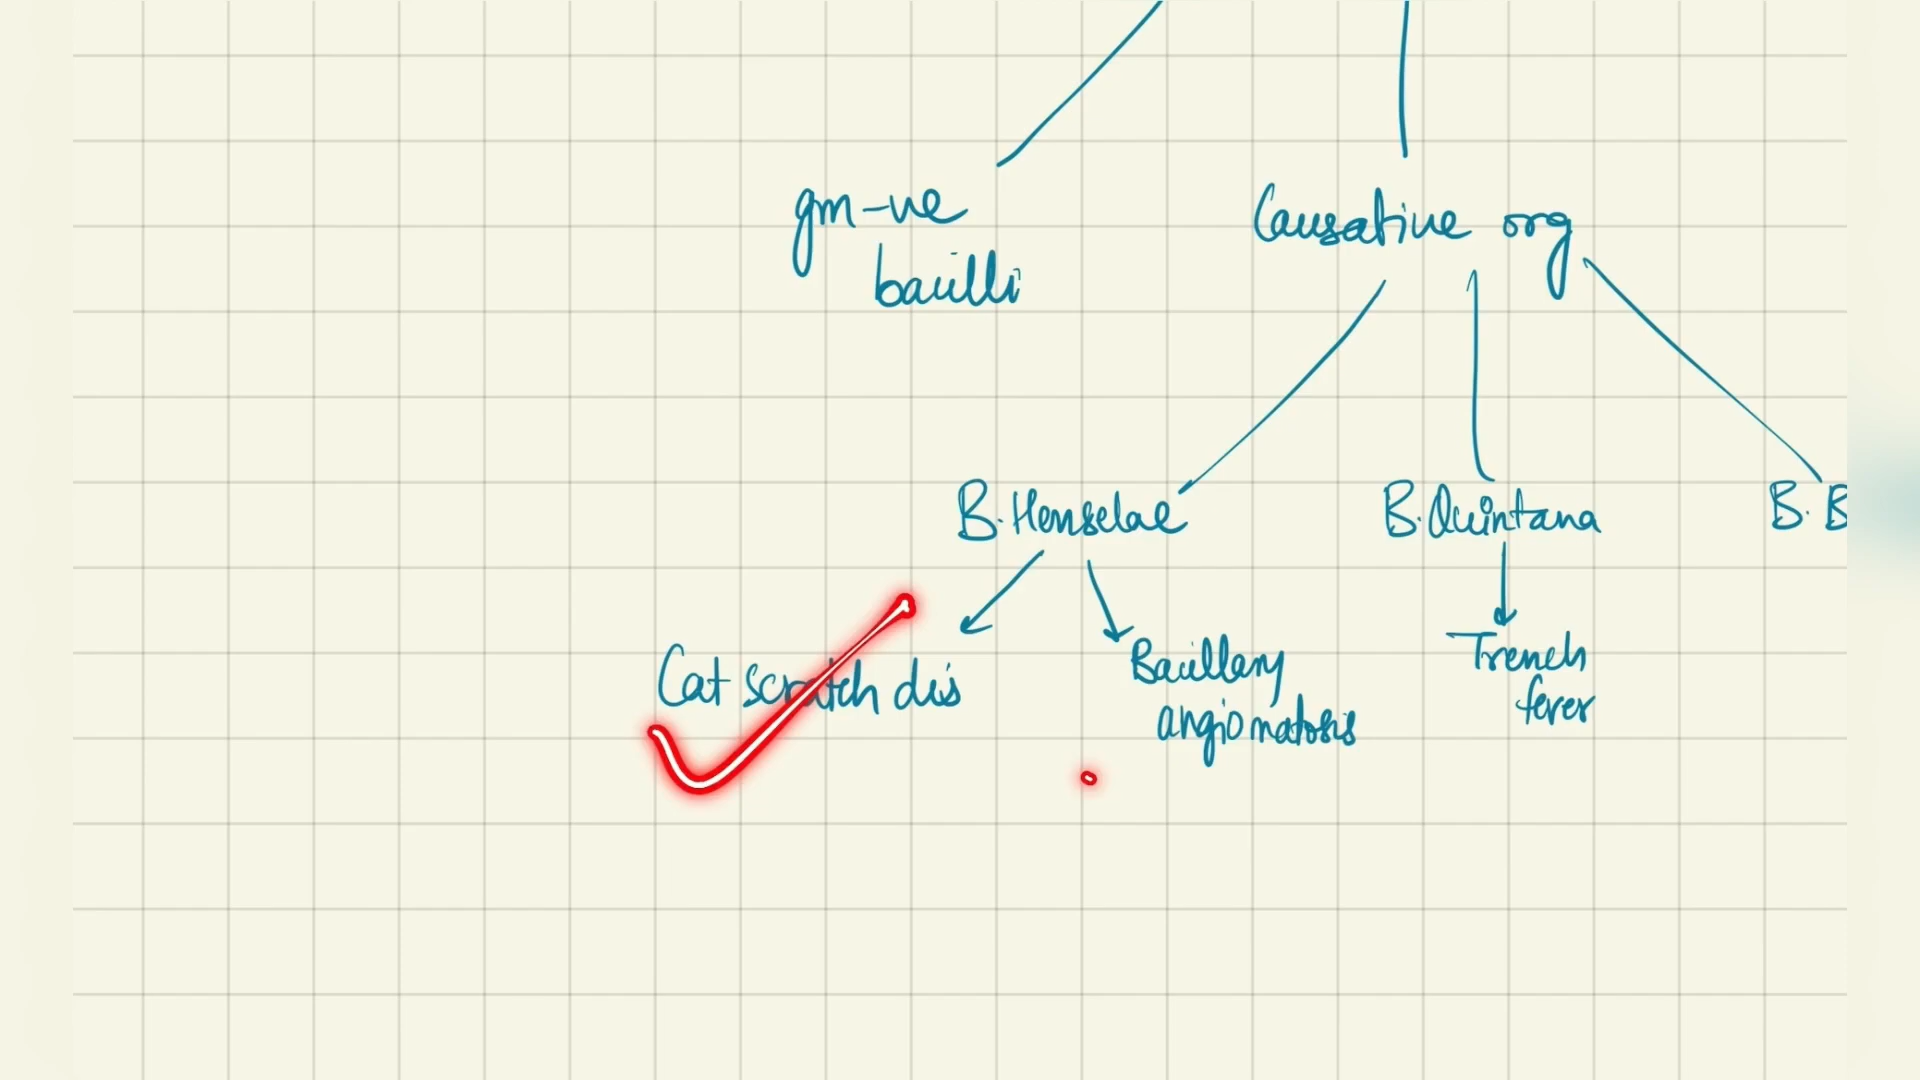 gm-ve
bacilli
Causative org
B. Henselae
B. Quintana
B. B
Cat scratch dis
Bacillary
angiomatosis
Trench
fever